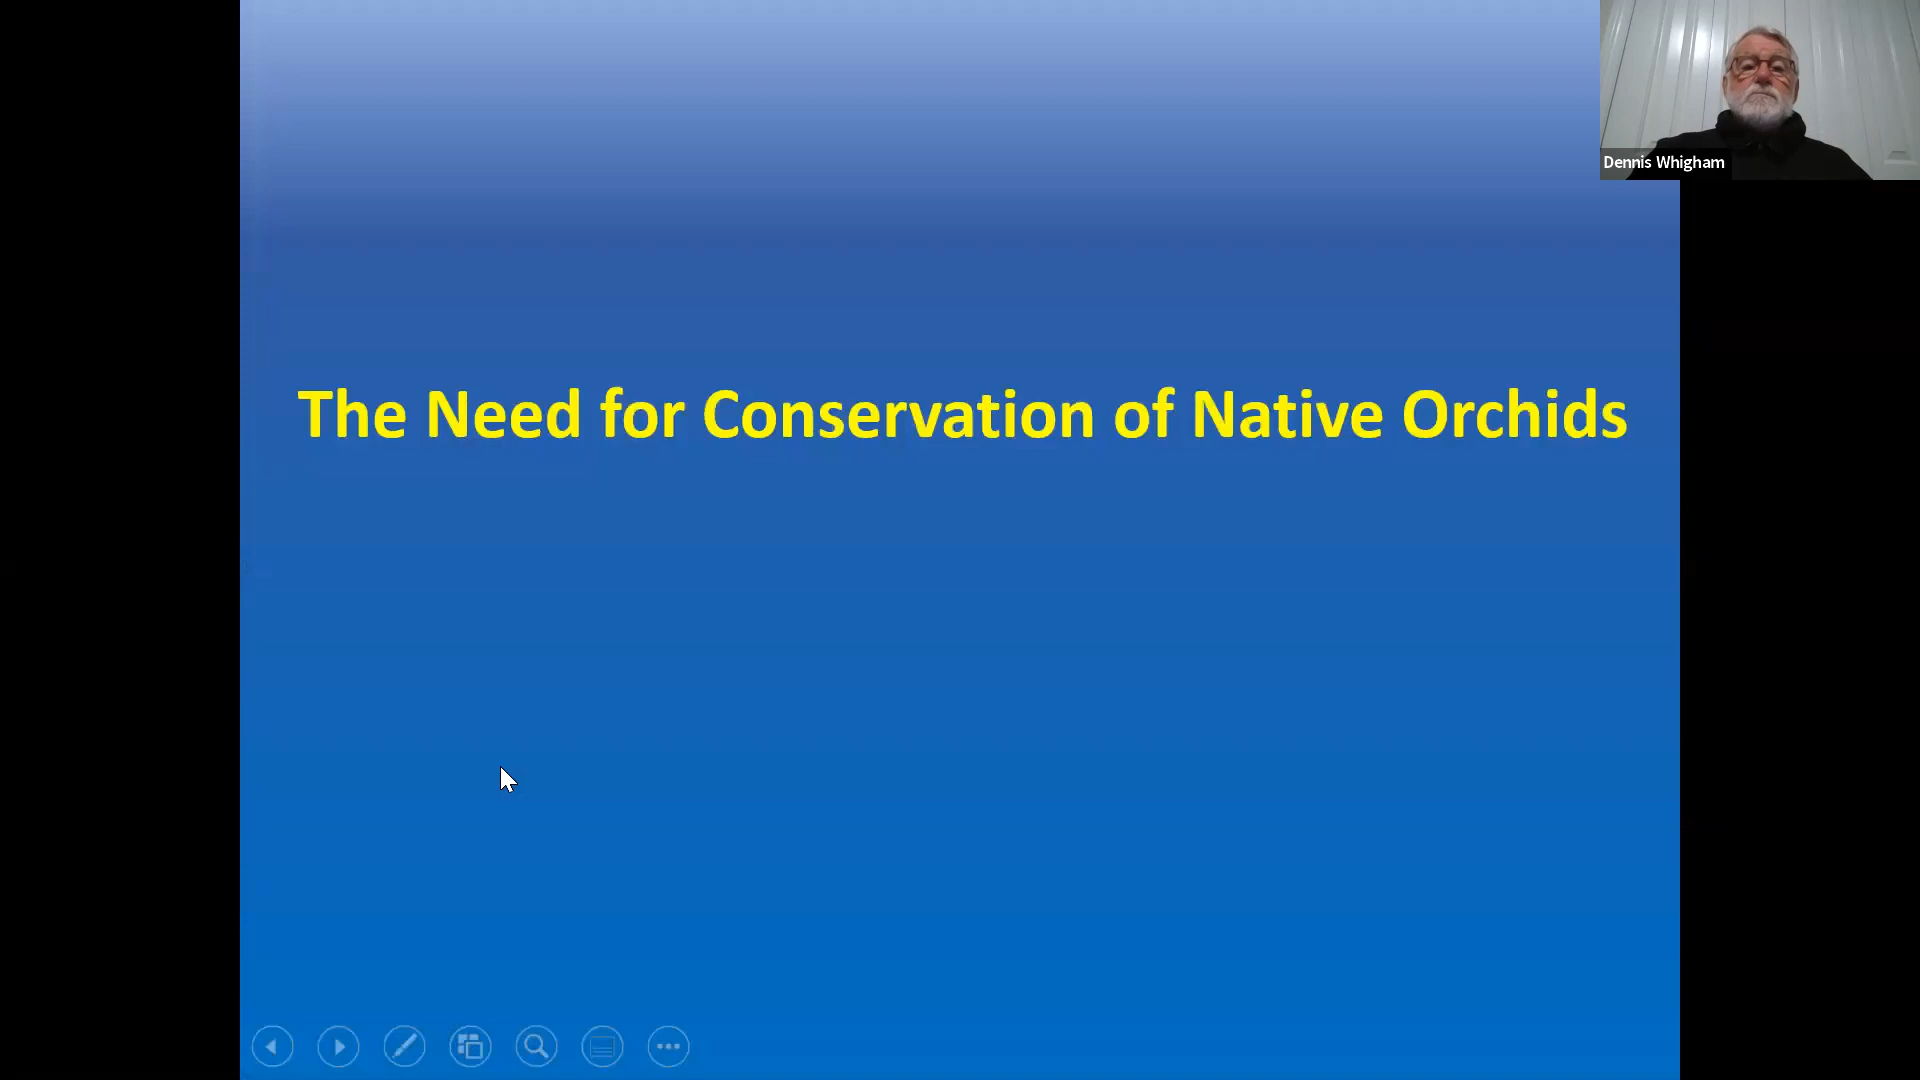 Dennis Whigham
The Need for Conservation of Native Orchids